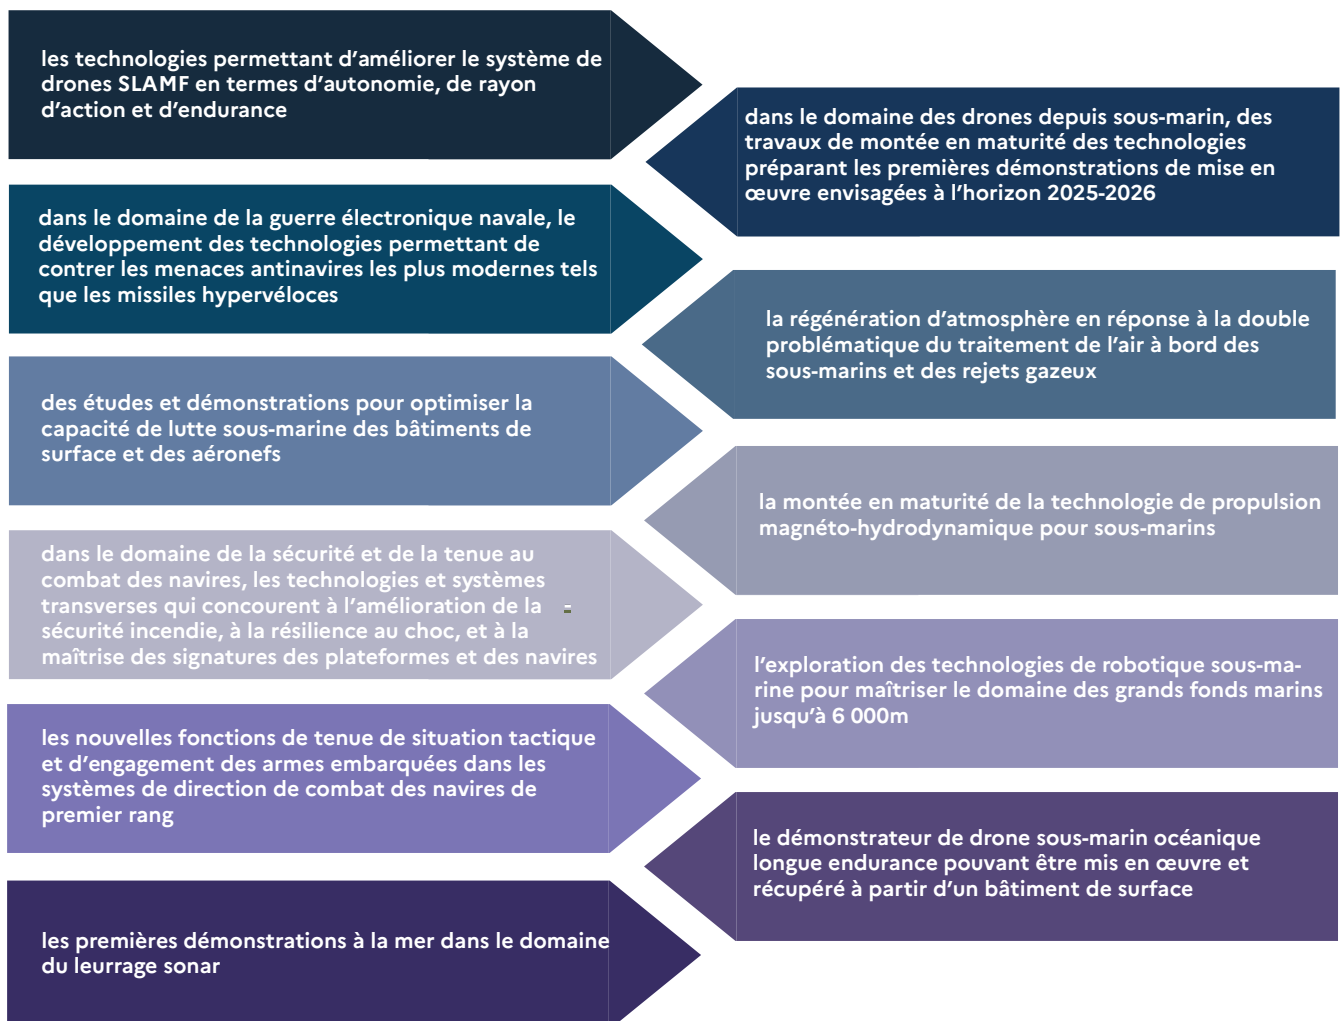 les technologies permettant d’améliorer le système de
drones SLAMF en termes d’autonomie, de rayon
d’action et d’endurance
dans le domaine des drones depuis sous-marin, des
travaux de montée en maturité des technologies
préparant les premières démonstrations de mise en
œuvre envisagées à l’horizon 2025-2026
dans le domaine de la guerre électronique navale, le
développement des technologies permettant de
contrer les menaces antinavires les plus modernes tels
que les missiles hypervéloces
la régénération d’atmosphère en réponse à la double
problématique du traitement de l’air à bord des
sous-marins et des rejets gazeux
des études et démonstrations pour optimiser la
capacité de lutte sous-marine des bâtiments de
surface et des aéronefs
la montée en maturité de la technologie de propulsion
magnéto-hydrodynamique pour sous-marins
dans le domaine de la sécurité et de la tenue au
combat des navires, les technologies et systèmes
transverses qui concourent à l’amélioration de la -
sécurité incendie, à la résilience au choc, et à la
maîtrise des signatures des plateformes et des navires
l’exploration des technologies de robotique sous-ma-
rine pour maîtriser le domaine des grands fonds marins
jusqu’à 6 000m
les nouvelles fonctions de tenue de situation tactique
et d’engagement des armes embarquées dans les
systèmes de direction de combat des navires de
premier rang
le démonstrateur de drone sous-marin océanique
longue endurance pouvant être mis en œuvre et
récupéré à partir d’un bâtiment de surface
les premières démonstrations à la mer dans le domaine
du leurrage sonar